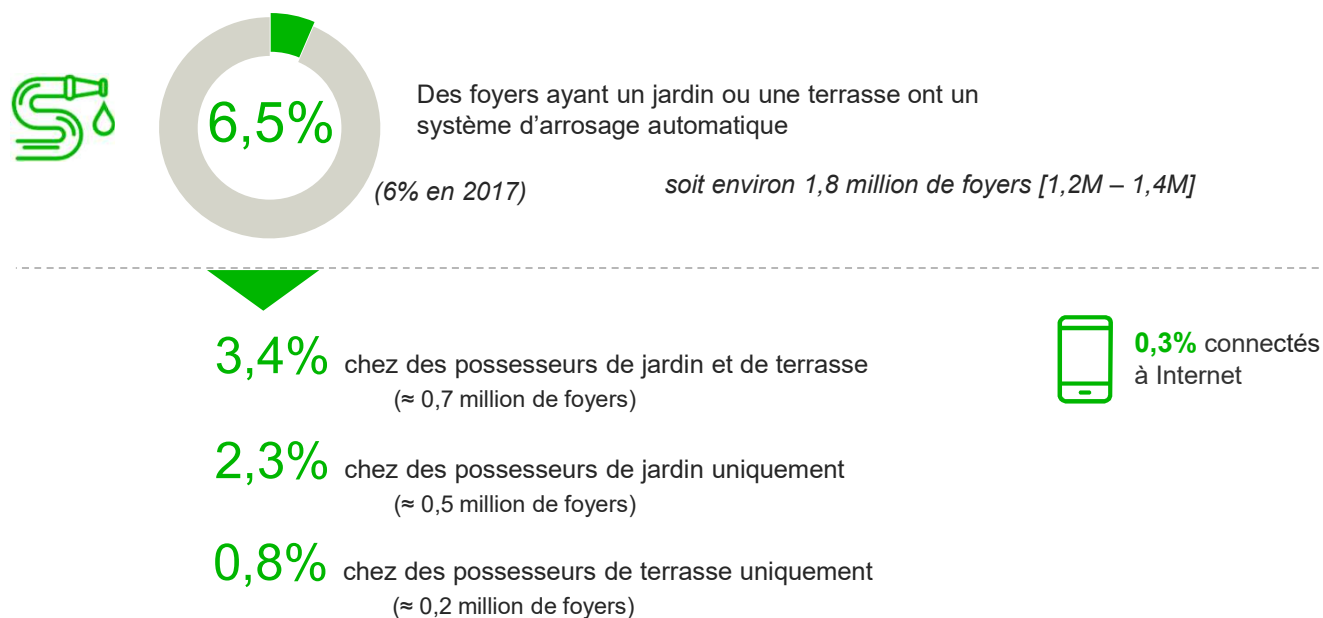 6,5%
Des foyers ayant un jardin ou une terrasse ont un
système d’arrosage automatique
(6% en 2017)
soit environ 1,8 million de foyers [1,2M – 1,4M]
3,4% chez des possesseurs de jardin et de terrasse
(≈ 0,7 million de foyers)
0,3% connectés
à Internet
2,3% chez des possesseurs de jardin uniquement
(≈ 0,5 million de foyers)
0,8% chez des possesseurs de terrasse uniquement
(≈ 0,2 million de foyers)